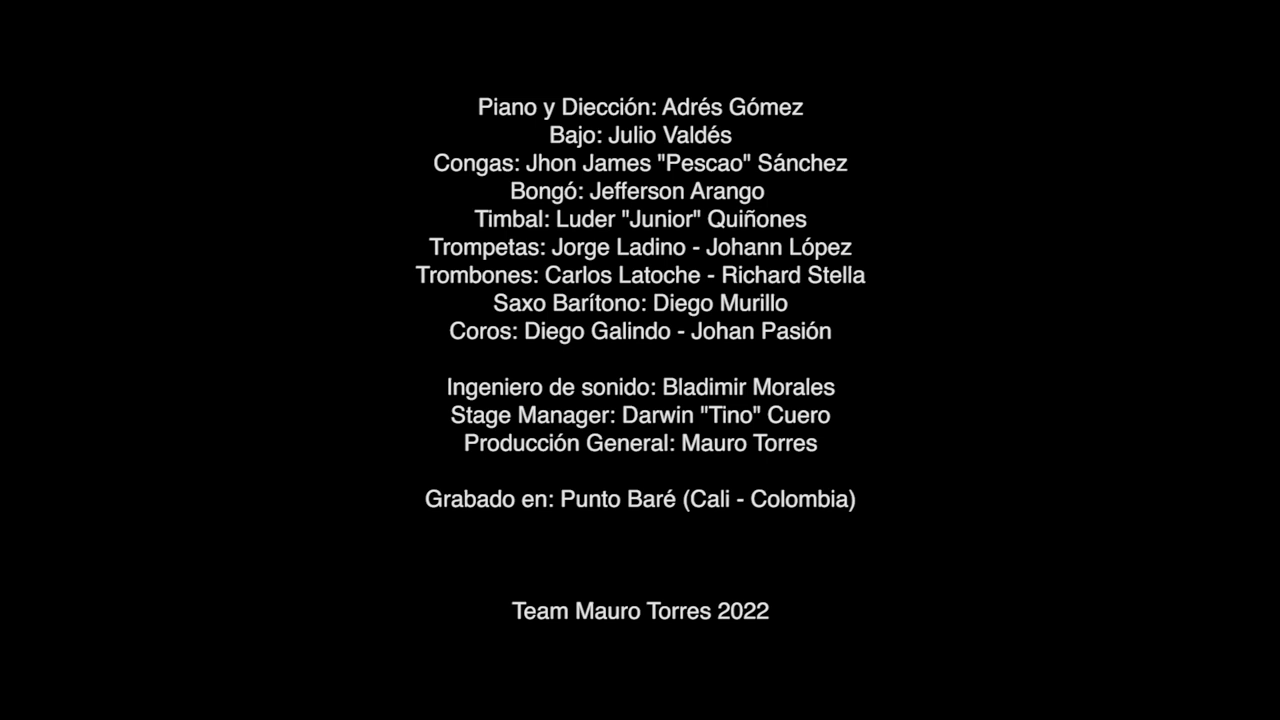 Piano y Diección: Adrés Gómez
Bajo: Julio Valdés
Congas: Jhon James "Pescao" Sánchez
Bongó: Jefferson Arango
Timbal: Luder "Junior" Quiñones
Trompetas: Jorge Ladino - Johann López
Trombones: Carlos Latoche - Richard Stella
Saxo Barítono: Diego Murillo
Coros: Diego Galindo - Johan Pasión
Ingeniero de sonido: Bladimir Morales
Stage Manager: Darwin "Tino" Cuero
Producción General: Mauro Torres
Grabado en: Punto Baré (Cali - Colombia)
Team Mauro Torres 2022